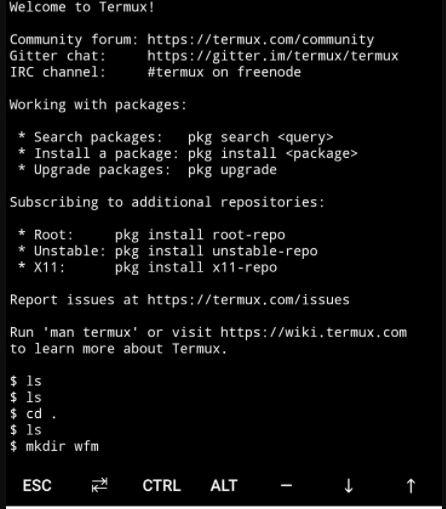 Welcome to Termux!
Community forum: https://termux.com/community
Gitter chat:     https://gitter.im/termux/termux
IRC channel:     #termux on freenode
Working with packages:
* Search packages:   pkg search <query>
* Install a package: pkg install <package>
* Upgrade packages:  pkg upgrade
Subscribing to additional repositories:
* Root:     pkg install root-repo
* Unstable: pkg install unstable-repo
* X11:      pkg install x11-repo
Report issues at https://termux.com/issues
Run 'man termux' or visit https://wiki.termux.com
to learn more about Termux.
$ ls
$ ls
$ cd .
$ ls
$ mkdir wfm
ESC ⇄ CTRL ALT — ↓ ↑